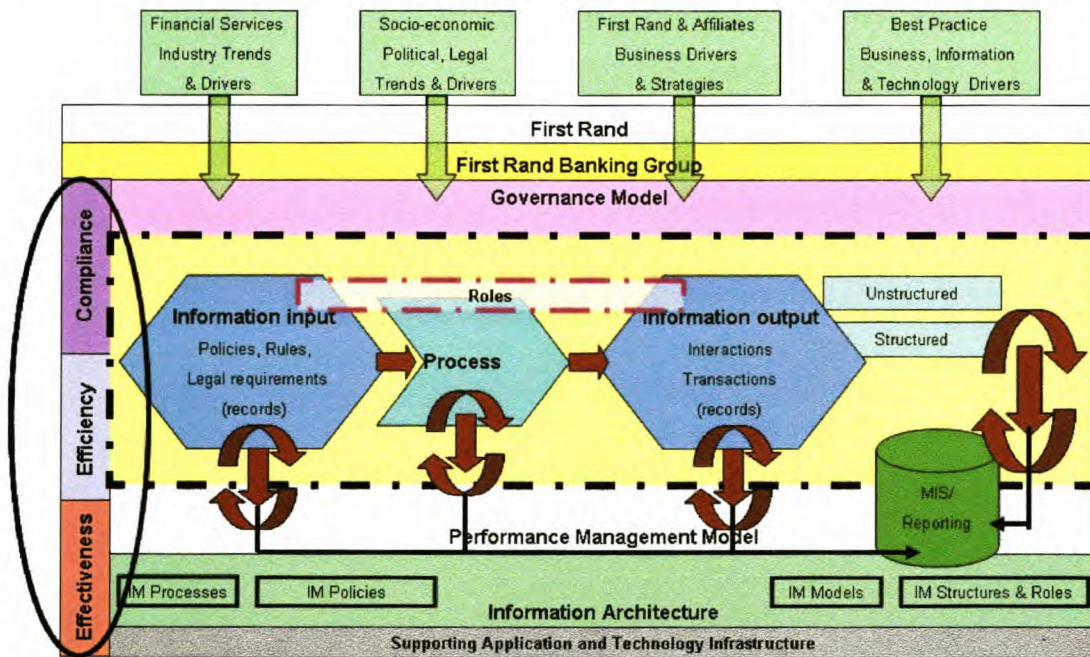 Financial Services
Industry Trends
& Drivers
Socio-economic
Political, Legal
Trends & Drivers
First Rand & Affiliates
Business Drivers
& Strategies
Best Practice
Business, Information
& Technology Drivers
First Rand
First Rand Banking Group
Governance Model
Compliance
Efficiency
Effectiveness
Roles
Information input
Policies, Rules,
Legal requirements
(records)
Process
Information output
Interactions
Transactions
(records)
Unstructured
Structured
MIS/
Reporting
Performance Management Model
IM Processes
IM Policies
IM Models
IM Structures & Roles
Information Architecture
Supporting Application and Technology Infrastructure